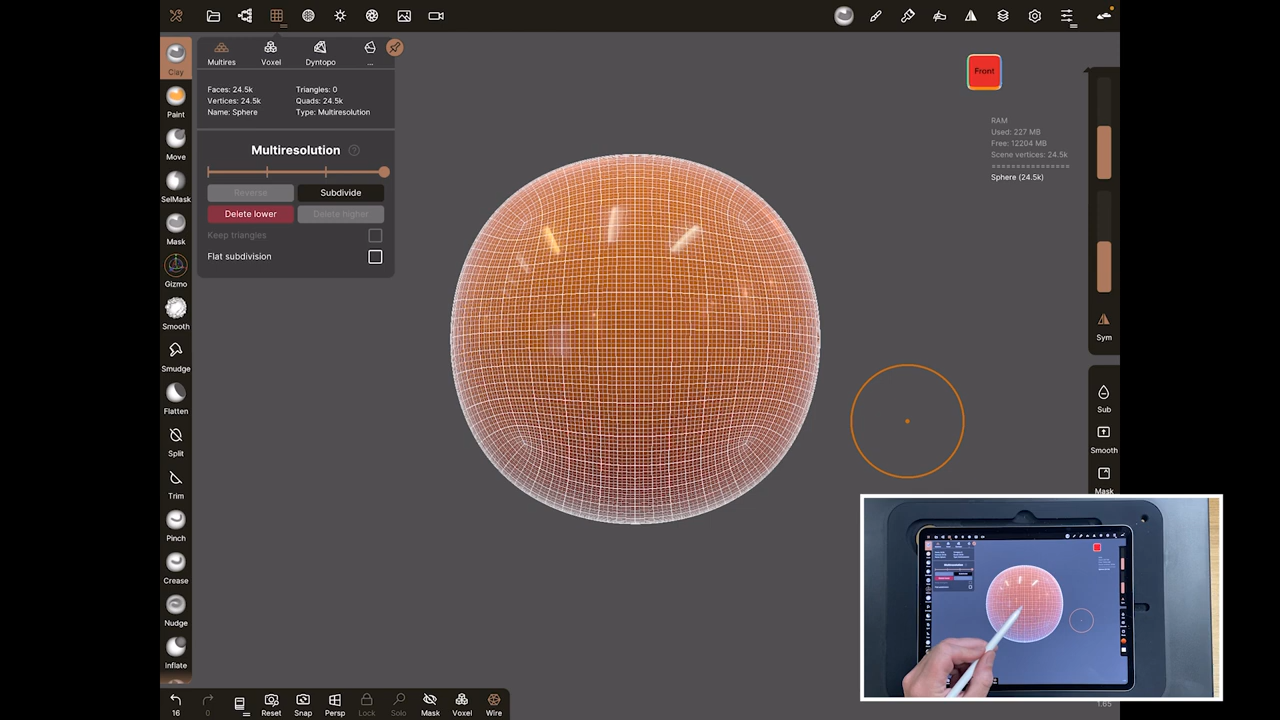 Clay
Paint
Move
SelMask
Mask
Gizmo
Smooth
Smudge
Flatten
Split
Trim
Pinch
Crease
Nudge
Inflate
Multires Voxel Dyntopo ...
Faces: 24.5k Triangles: 0
Vertices: 24.5k Quads: 24.5k
Name: Sphere Type: Multiresolution
Multiresolution ?
Reverse Subdivide
Delete lower Delete higher
Keep triangles
Flat subdivision
Front
RAM
Used: 227 MB
Free: 12204 MB
Scene vertices: 24.5k
================
Sphere (24.5k)
Sym
Sub
Smooth
Mask
16 0 Reset Snap Persp Lock Solo Mask Voxel Wire
1.85